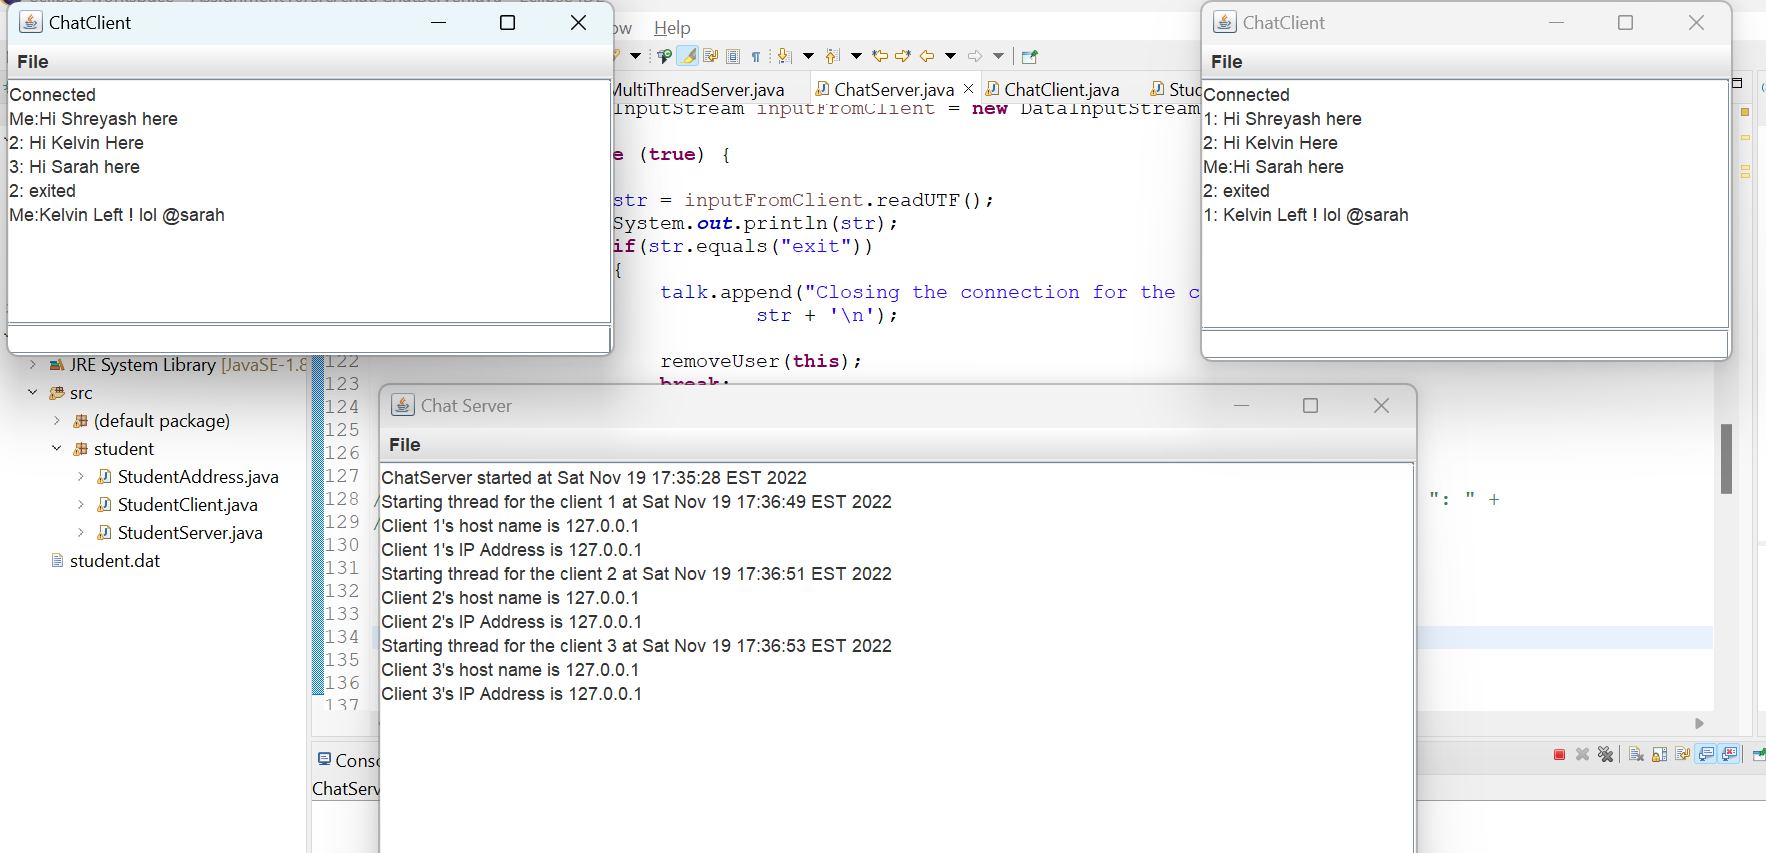 ChatClient
File
Connected
Me:Hi Shreyash here
2: Hi Kelvin Here
3: Hi Sarah here
2: exited
Me:Kelvin Left ! lol @sarah
Help
MultiThreadServer.java
ChatServer.java
ChatClient.java
InputStream inputFromClient = new DataInputStream
(true) {
str = inputFromClient.readUTF();
System.out.println(str);
if(str.equals("exit"))
{
talk.append("Closing the connection for the c
str + '\n');
removeUser(this);
break;
ChatClient
File
Connected
1: Hi Shreyash here
2: Hi Kelvin Here
Me:Hi Sarah here
2: exited
1: Kelvin Left ! lol @sarah
JRE System Library [JavaSE-1.8
src
(default package)
student
StudentAddress.java
StudentClient.java
StudentServer.java
student.dat
122
123
124
125
126
127
128
129
130
131
132
133
134
135
136
137
": " +
Chat Server
File
ChatServer started at Sat Nov 19 17:35:28 EST 2022
Starting thread for the client 1 at Sat Nov 19 17:36:49 EST 2022
Client 1's host name is 127.0.0.1
Client 1's IP Address is 127.0.0.1
Starting thread for the client 2 at Sat Nov 19 17:36:51 EST 2022
Client 2's host name is 127.0.0.1
Client 2's IP Address is 127.0.0.1
Starting thread for the client 3 at Sat Nov 19 17:36:53 EST 2022
Client 3's host name is 127.0.0.1
Client 3's IP Address is 127.0.0.1
Conso
ChatServ